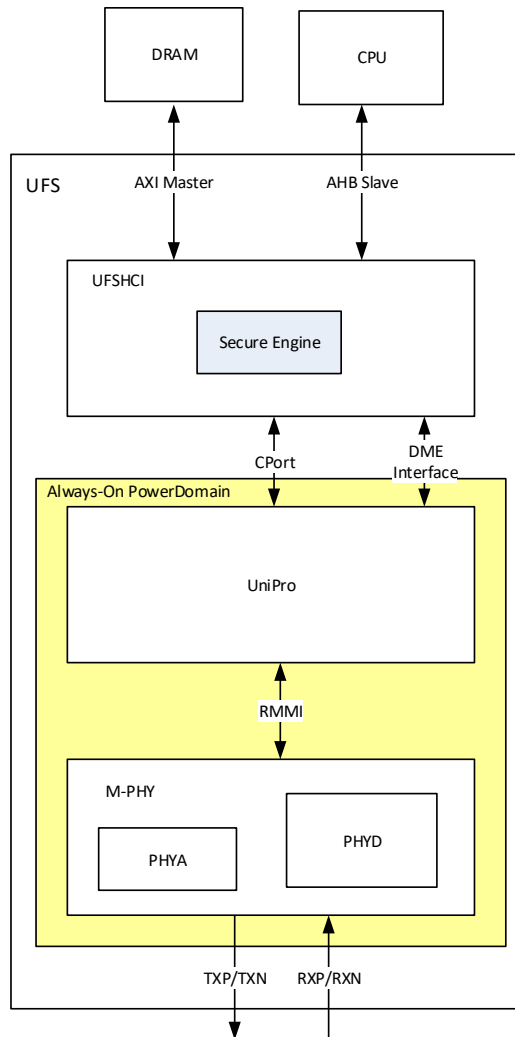 DRAM
CPU
AXI Master
AHB Slave
UFS
UFSHCI
Secure Engine
CPort
DME
Interface
Always-On PowerDomain
UniPro
RMMI
M-PHY
PHYA
PHYD
TXP/TXN
RXP/RXN